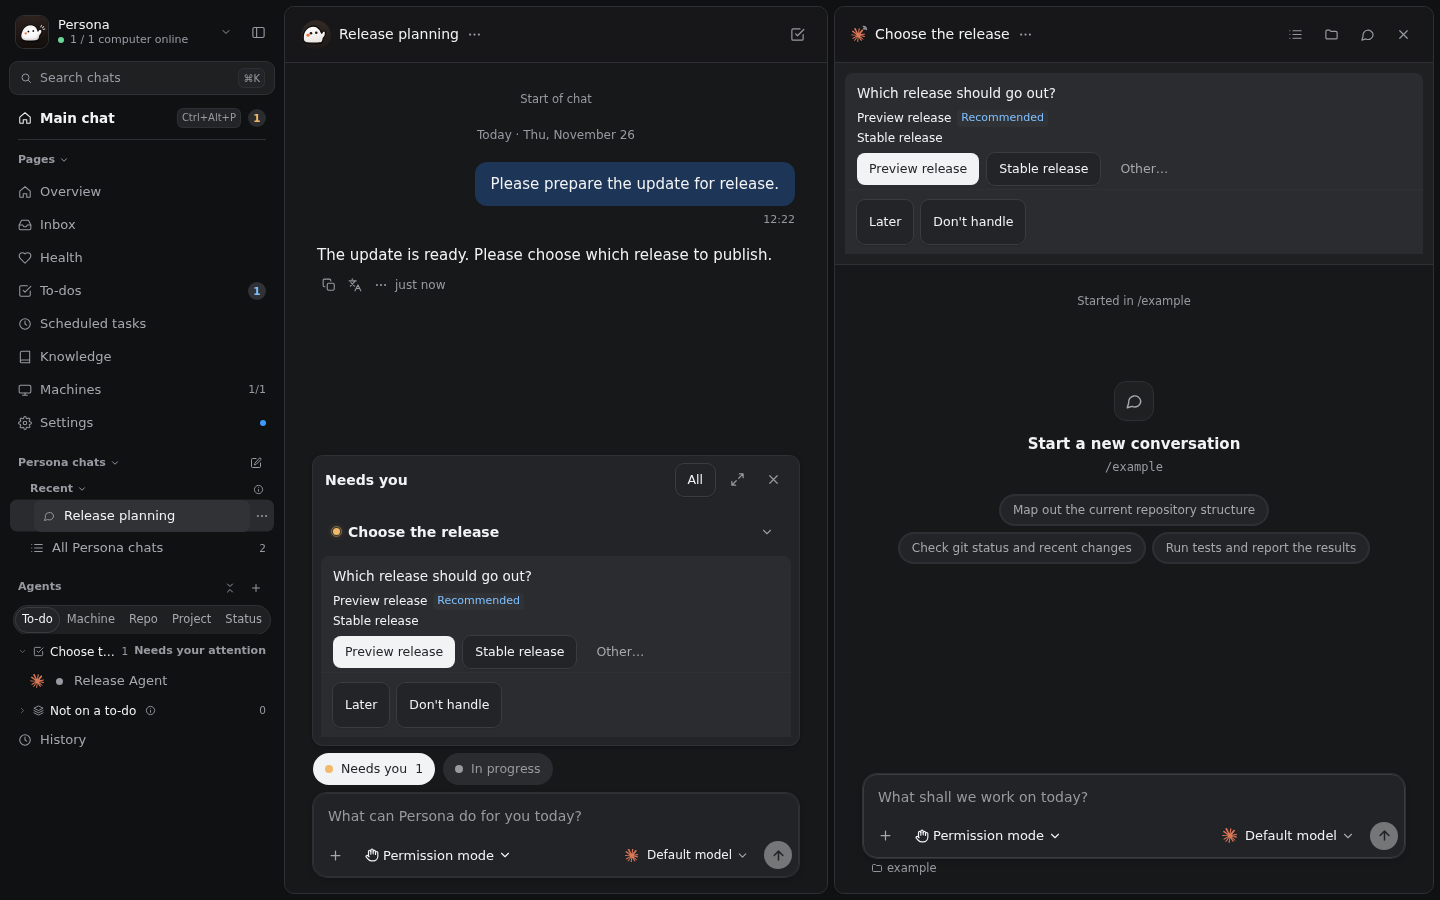 Persona
1 / 1 computer online
Search chats
⌘K
Main chat
Ctrl+Alt+P
1
Pages
Overview
Inbox
Health
To-dos
1
Scheduled tasks
Knowledge
Machines
1/1
Settings
Persona chats
Recent
Release planning
All Persona chats
2
Agents
To-do
Machine
Repo
Project
Status
Choose t...
1
Needs your attention
Release Agent
Not on a to-do
0
History
Release planning
Start of chat
Today · Thu, November 26
Please prepare the update for release.
12:22
The update is ready. Please choose which release to publish.
just now
Needs you
All
Choose the release
Which release should go out?
Preview release Recommended
Stable release
Preview release
Stable release
Other…
Later
Don't handle
Needs you 1
In progress
What can Persona do for you today?
Permission mode
Default model
Choose the release
Which release should go out?
Preview release Recommended
Stable release
Preview release
Stable release
Other…
Later
Don't handle
Started in /example
Start a new conversation
/example
Map out the current repository structure
Check git status and recent changes
Run tests and report the results
What shall we work on today?
Permission mode
Default model
example